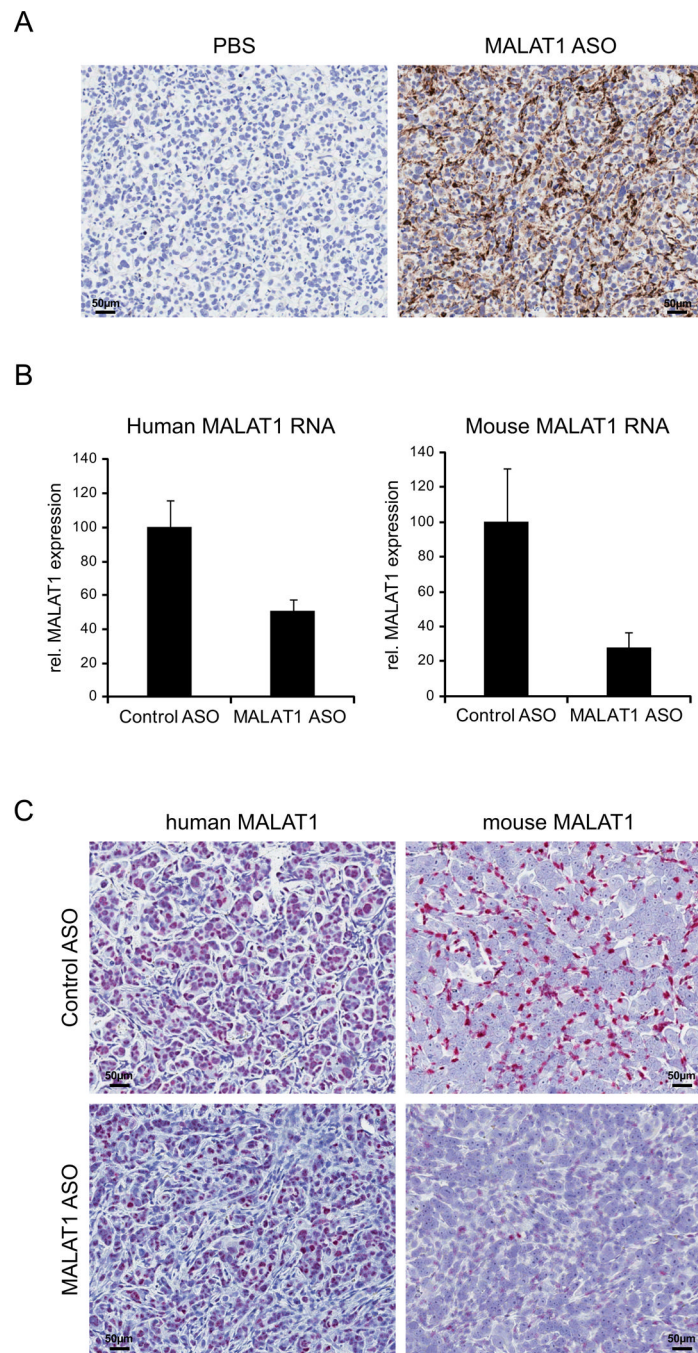 A
PBS MALAT1 ASO
50µm 50µm
B
Human MALAT1 RNA Mouse MALAT1 RNA
rel. MALAT1 expression
140
120
100
80
60
40
20
0
Control ASO MALAT1 ASO
rel. MALAT1 expression
140
120
100
80
60
40
20
0
Control ASO MALAT1 ASO
C
human MALAT1 mouse MALAT1
Control ASO
50µm 50µm
MALAT1 ASO
50µm 50µm